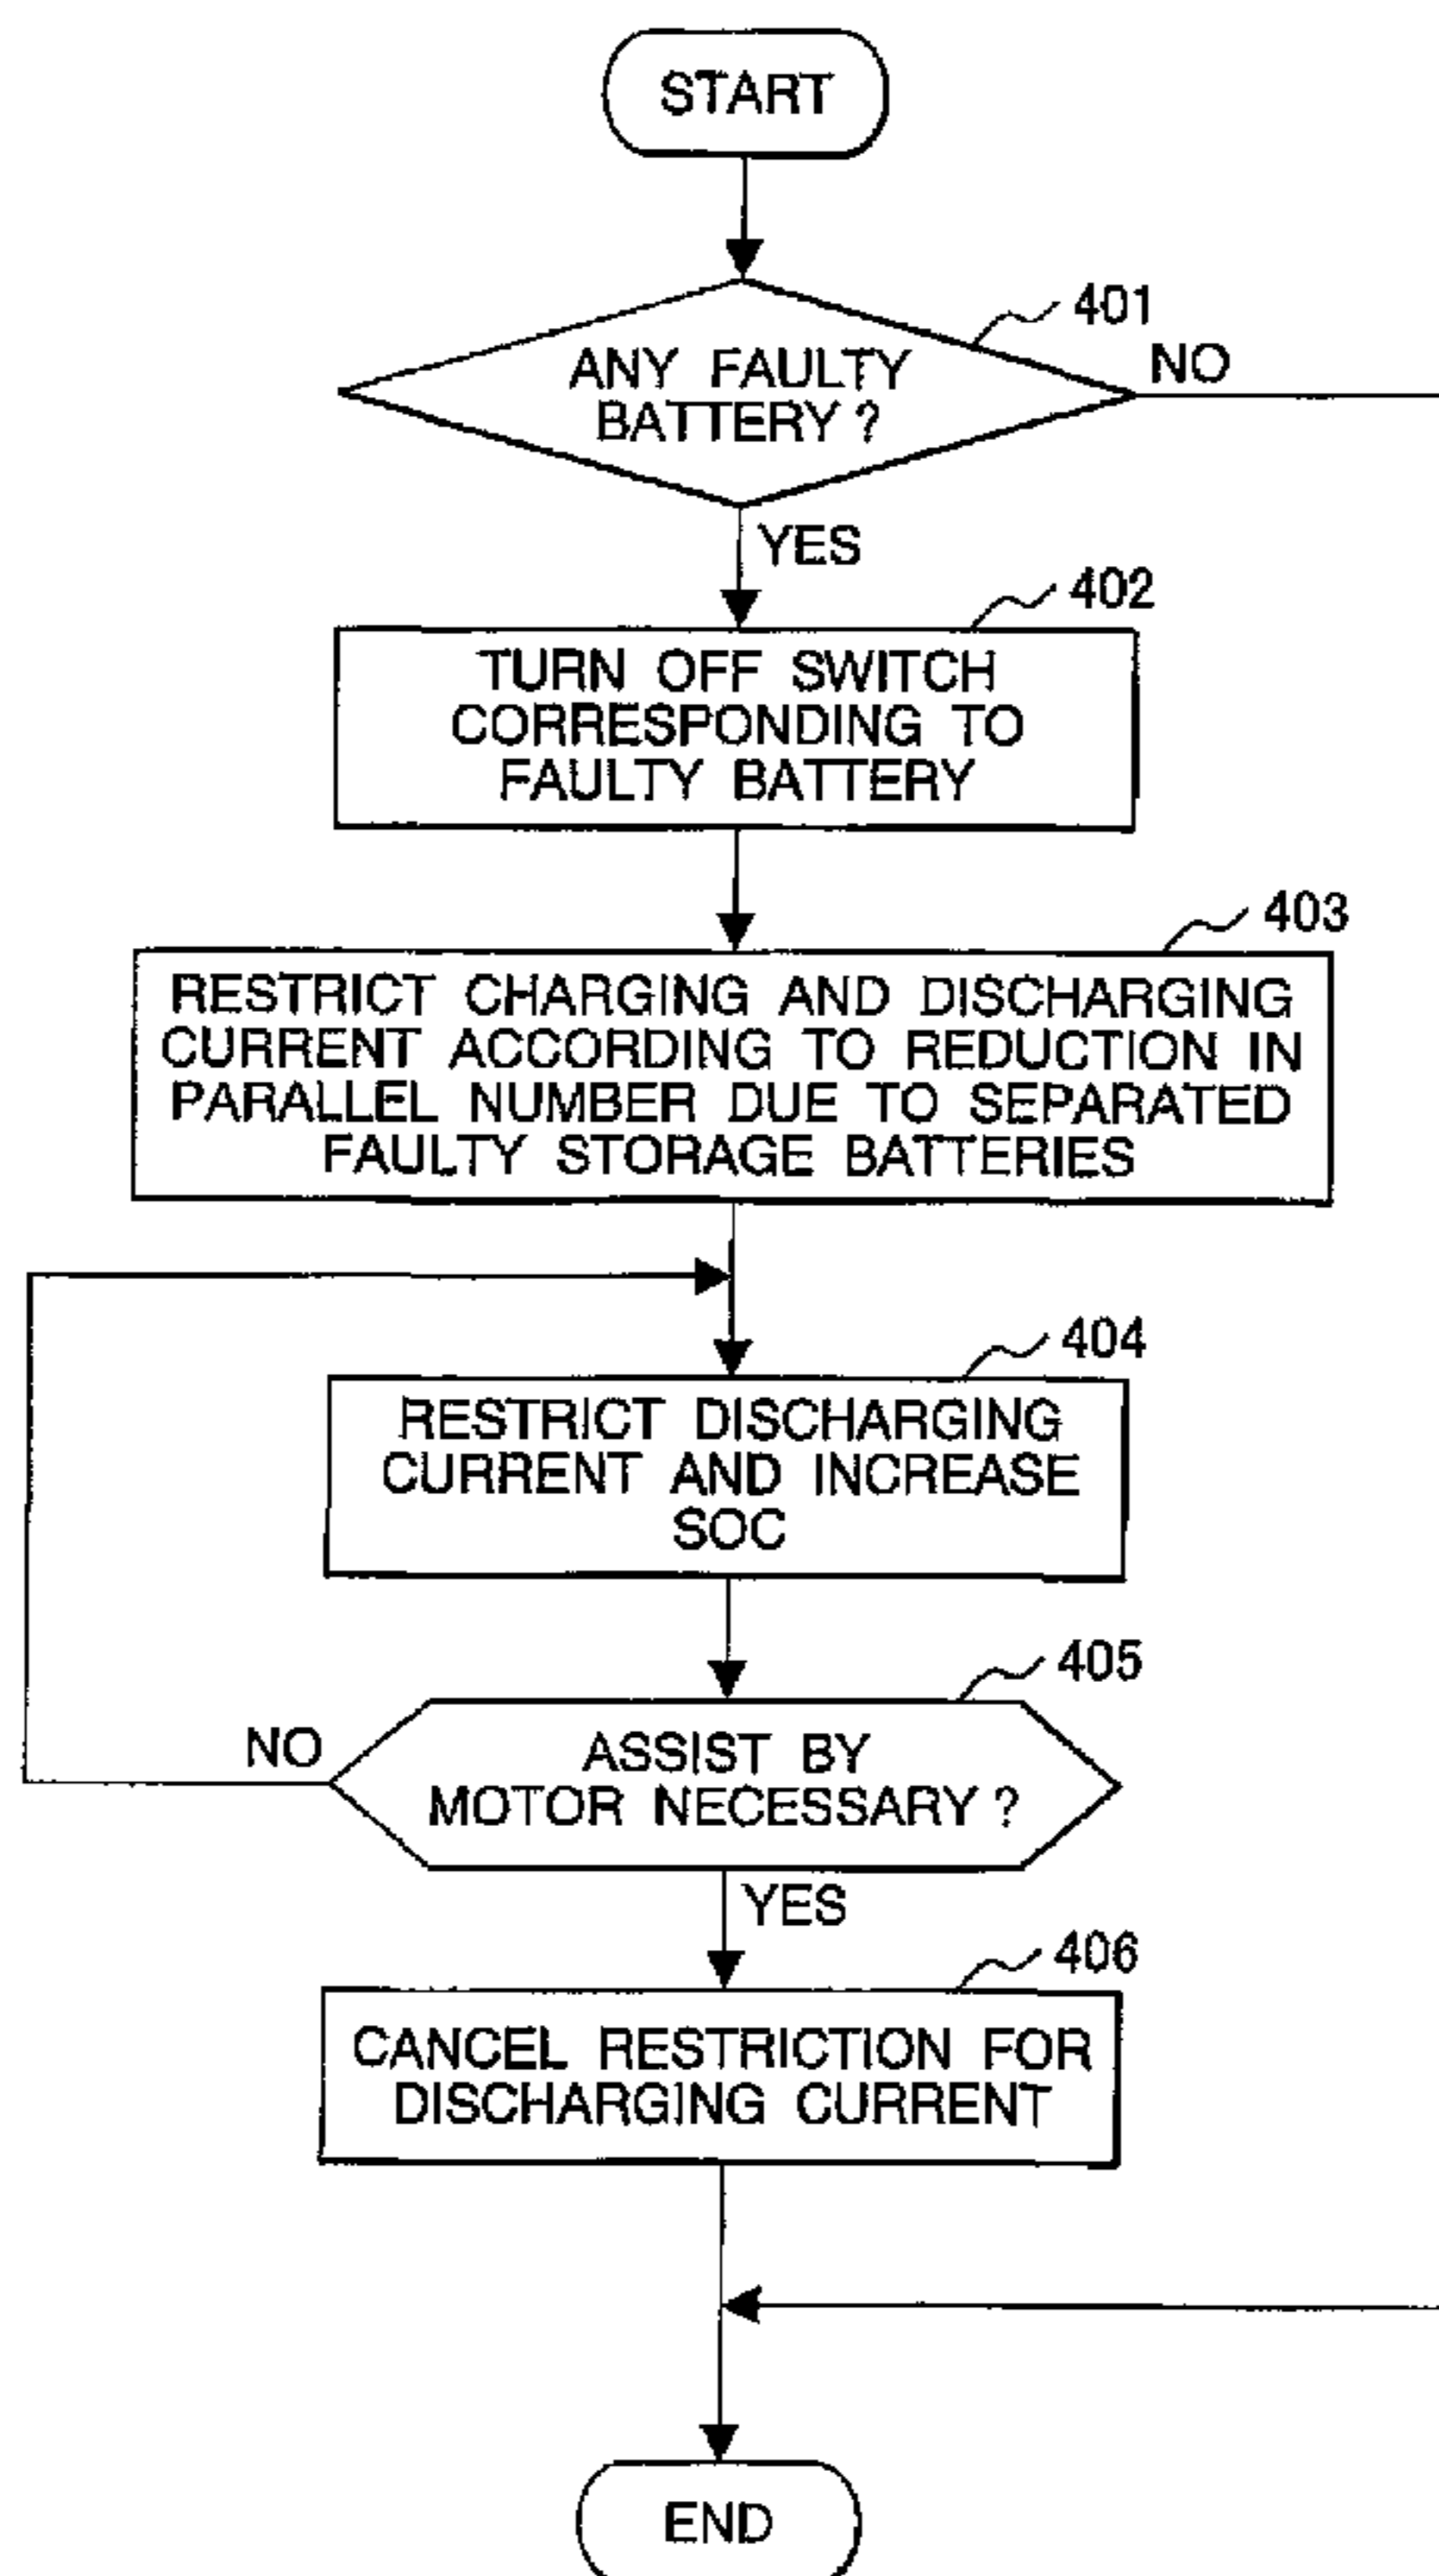 START
401
ANY FAULTY
BATTERY?
NO
YES
402
TURN OFF SWITCH
CORRESPONDING TO
FAULTY BATTERY
403
RESTRICT CHARGING AND DISCHARGING
CURRENT ACCORDING TO REDUCTION IN
PARALLEL NUMBER DUE TO SEPARATED
FAULTY STORAGE BATTERIES
404
RESTRICT DISCHARGING
CURRENT AND INCREASE
SOC
405
NO
ASSIST BY
MOTOR NECESSARY?
YES
406
CANCEL RESTRICTION FOR
DISCHARGING CURRENT
END